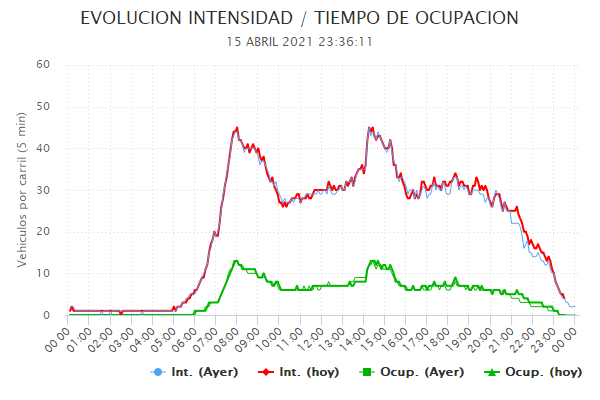 EVOLUCION INTENSIDAD / TIEMPO DE OCUPACION
15 ABRIL 2021 23:36:11
Vehiculos por carril (5 min)
60
50
40
30
20
10
0
00:00 01:00 02:00 03:00 04:00 05:00 06:00 07:00 08:00 09:00 10:00 11:00 12:00 13:00 14:00 15:00 16:00 17:00 18:00 19:00 20:00 21:00 22:00 23:00 00:00
Int. (Ayer) Int. (hoy) Ocup. (Ayer) Ocup. (hoy)